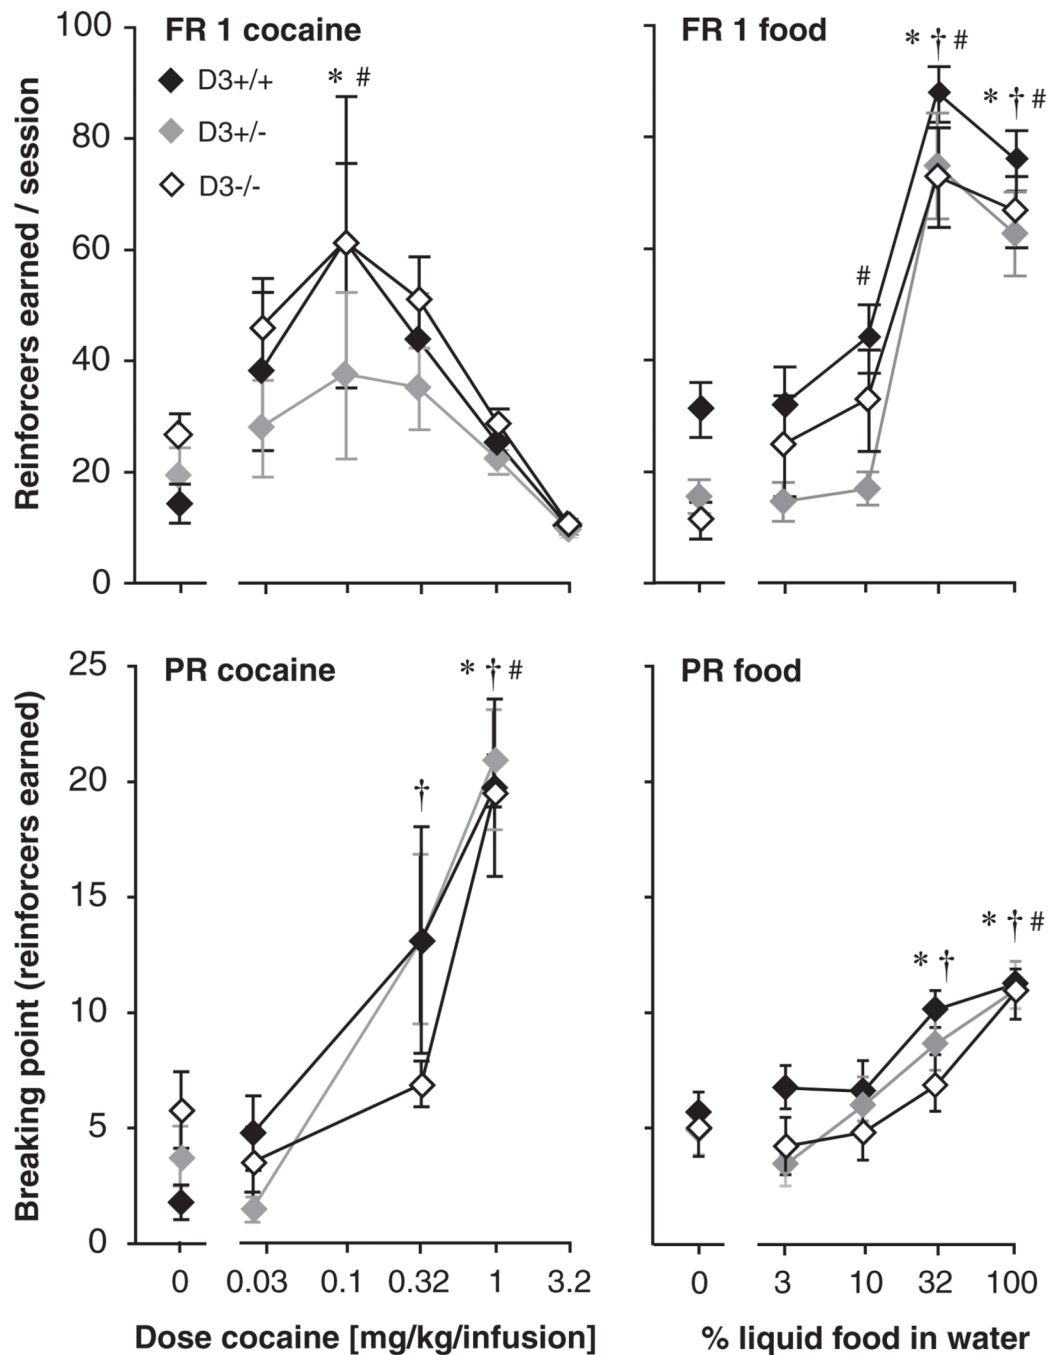 FR 1 cocaine
FR 1 food
D3+/+
D3+/-
D3-/-
* #
#
* † #
* † #
100
80
60
40
20
0
Reinforcers earned / session
PR cocaine
PR food
†
* † #
* †
* † #
25
20
15
10
5
0
Breaking point (reinforcers earned)
0 0.03 0.1 0.32 1 3.2
0 3 10 32 100
Dose cocaine [mg/kg/infusion]
% liquid food in water